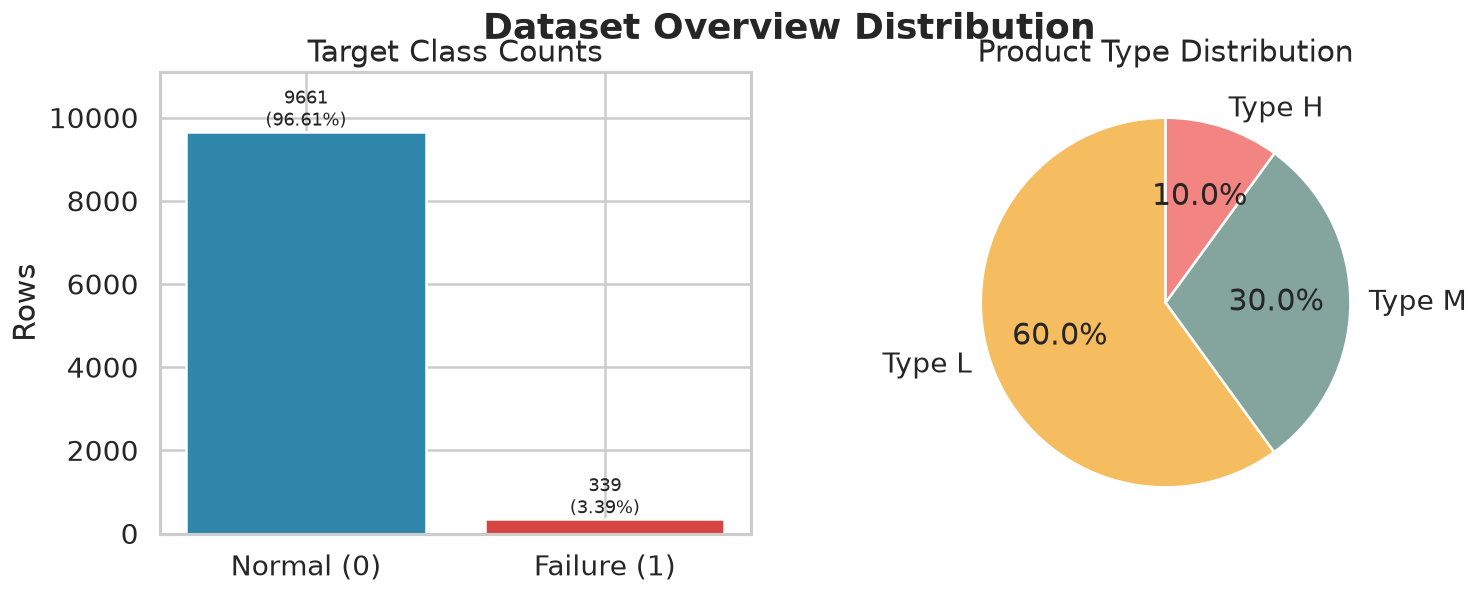 Dataset Overview Distribution
Target Class Counts
9661
(96.61%)
339
(3.39%)
10000
8000
6000
4000
2000
0
Rows
Normal (0)
Failure (1)
Product Type Distribution
Type H
10.0%
Type M
30.0%
Type L
60.0%